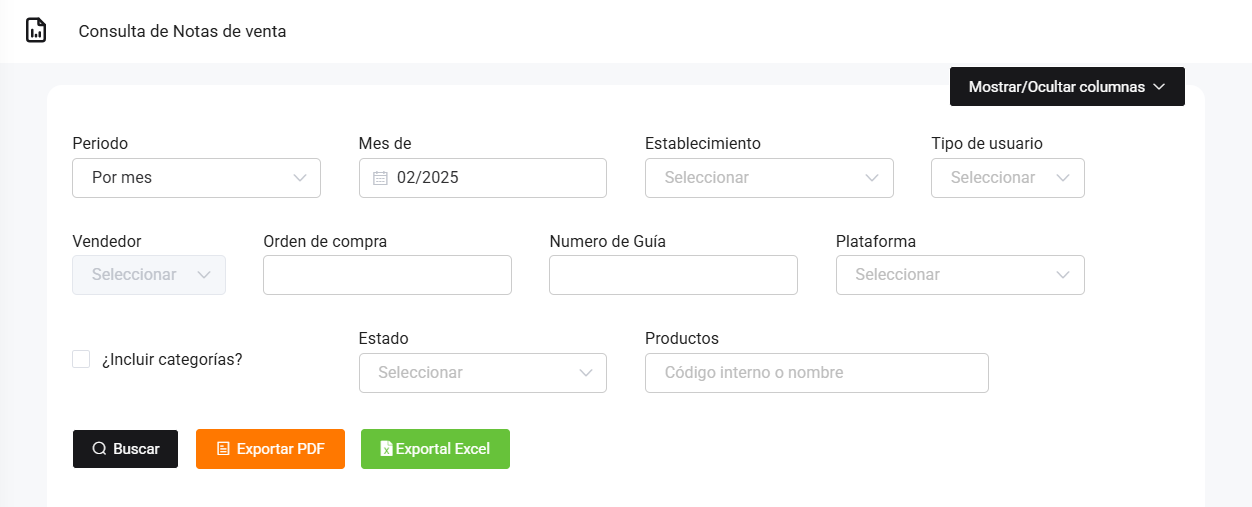 Consulta de Notas de venta
Mostrar/Ocultar columnas
Periodo
Mes de
Establecimiento
Tipo de usuario
Por mes
02/2025
Seleccionar
Seleccionar
Vendedor
Orden de compra
Numero de Guía
Plataforma
Seleccionar
Seleccionar
¿Incluir categorías?
Estado
Productos
Seleccionar
Código interno o nombre
Buscar
Exportar PDF
Exportal Excel